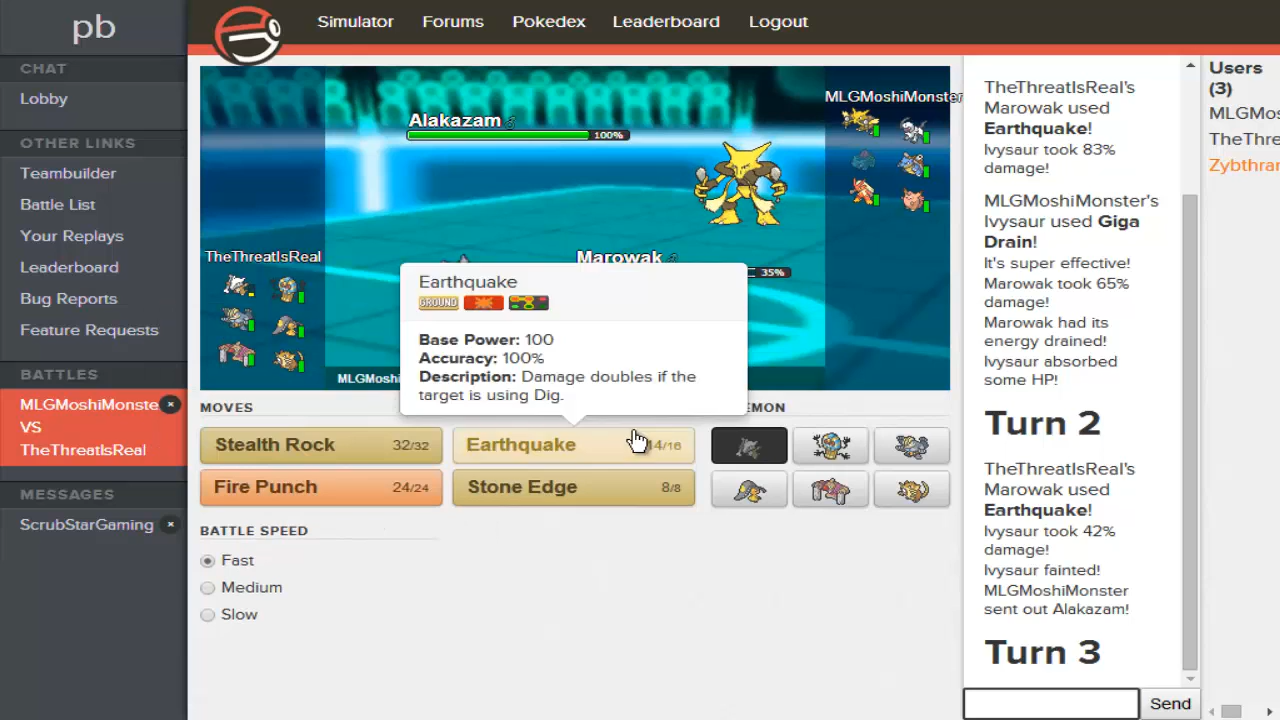 pb
Simulator
Forums
Pokedex
Leaderboard
Logout
CHAT
Lobby
OTHER LINKS
Teambuilder
Battle List
Your Replays
Leaderboard
Bug Reports
Feature Requests
BATTLES
MLGMoshiMonste
VS
TheThreatIsReal
MESSAGES
ScrubStarGaming
MLGMoshiMonster
Alakazam
100%
TheThreatIsReal
Marowak
35%
MLGMoshi
Earthquake
GROUND
Base Power: 100
Accuracy: 100%
Description: Damage doubles if the
target is using Dig.
MOVES
EMON
Stealth Rock 32/32
Earthquake 14/16
Fire Punch 24/24
Stone Edge 8/8
BATTLE SPEED
Fast
Medium
Slow
TheThreatIsReal's
Marowak used
Earthquake!
Ivysaur took 83%
damage!
MLGMoshiMonster's
Ivysaur used Giga
Drain!
It's super effective!
Marowak took 65%
damage!
Marowak had its
energy drained!
Ivysaur absorbed
some HP!
Turn 2
TheThreatIsReal's
Marowak used
Earthquake!
Ivysaur took 42%
damage!
Ivysaur fainted!
MLGMoshiMonster
sent out Alakazam!
Turn 3
Send
Users
(3)
MLGMos
TheThre
Zybthran